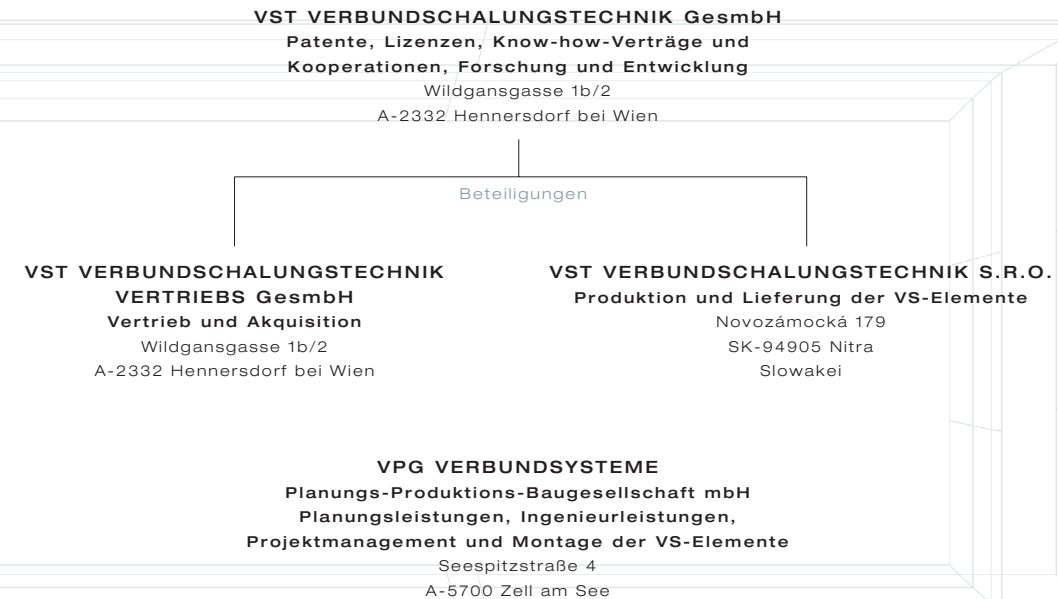 VST VERBUNDSCHALUNGSTECHNIK GesmbH
Patente, Lizenzen, Know-how-Verträge und
Kooperationen, Forschung und Entwicklung
Wildgansgasse 1b/2
A-2332 Hennersdorf bei Wien
Beteiligungen
VST VERBUNDSCHALUNGSTECHNIK
VERTRIEBS GesmbH
Vertrieb und Akquisition
Wildgansgasse 1b/2
A-2332 Hennersdorf bei Wien
VST VERBUNDSCHALUNGSTECHNIK S.R.O.
Produktion und Lieferung der VS-Elemente
Novozámocká 179
SK-94905 Nitra
Slowakei
VPG VERBUNDSYSTEME
Planungs-Produktions-Baugesellschaft mbH
Planungsleistungen, Ingenieurleistungen,
Projektmanagement und Montage der VS-Elemente
Seespitzstraße 4
A-5700 Zell am See